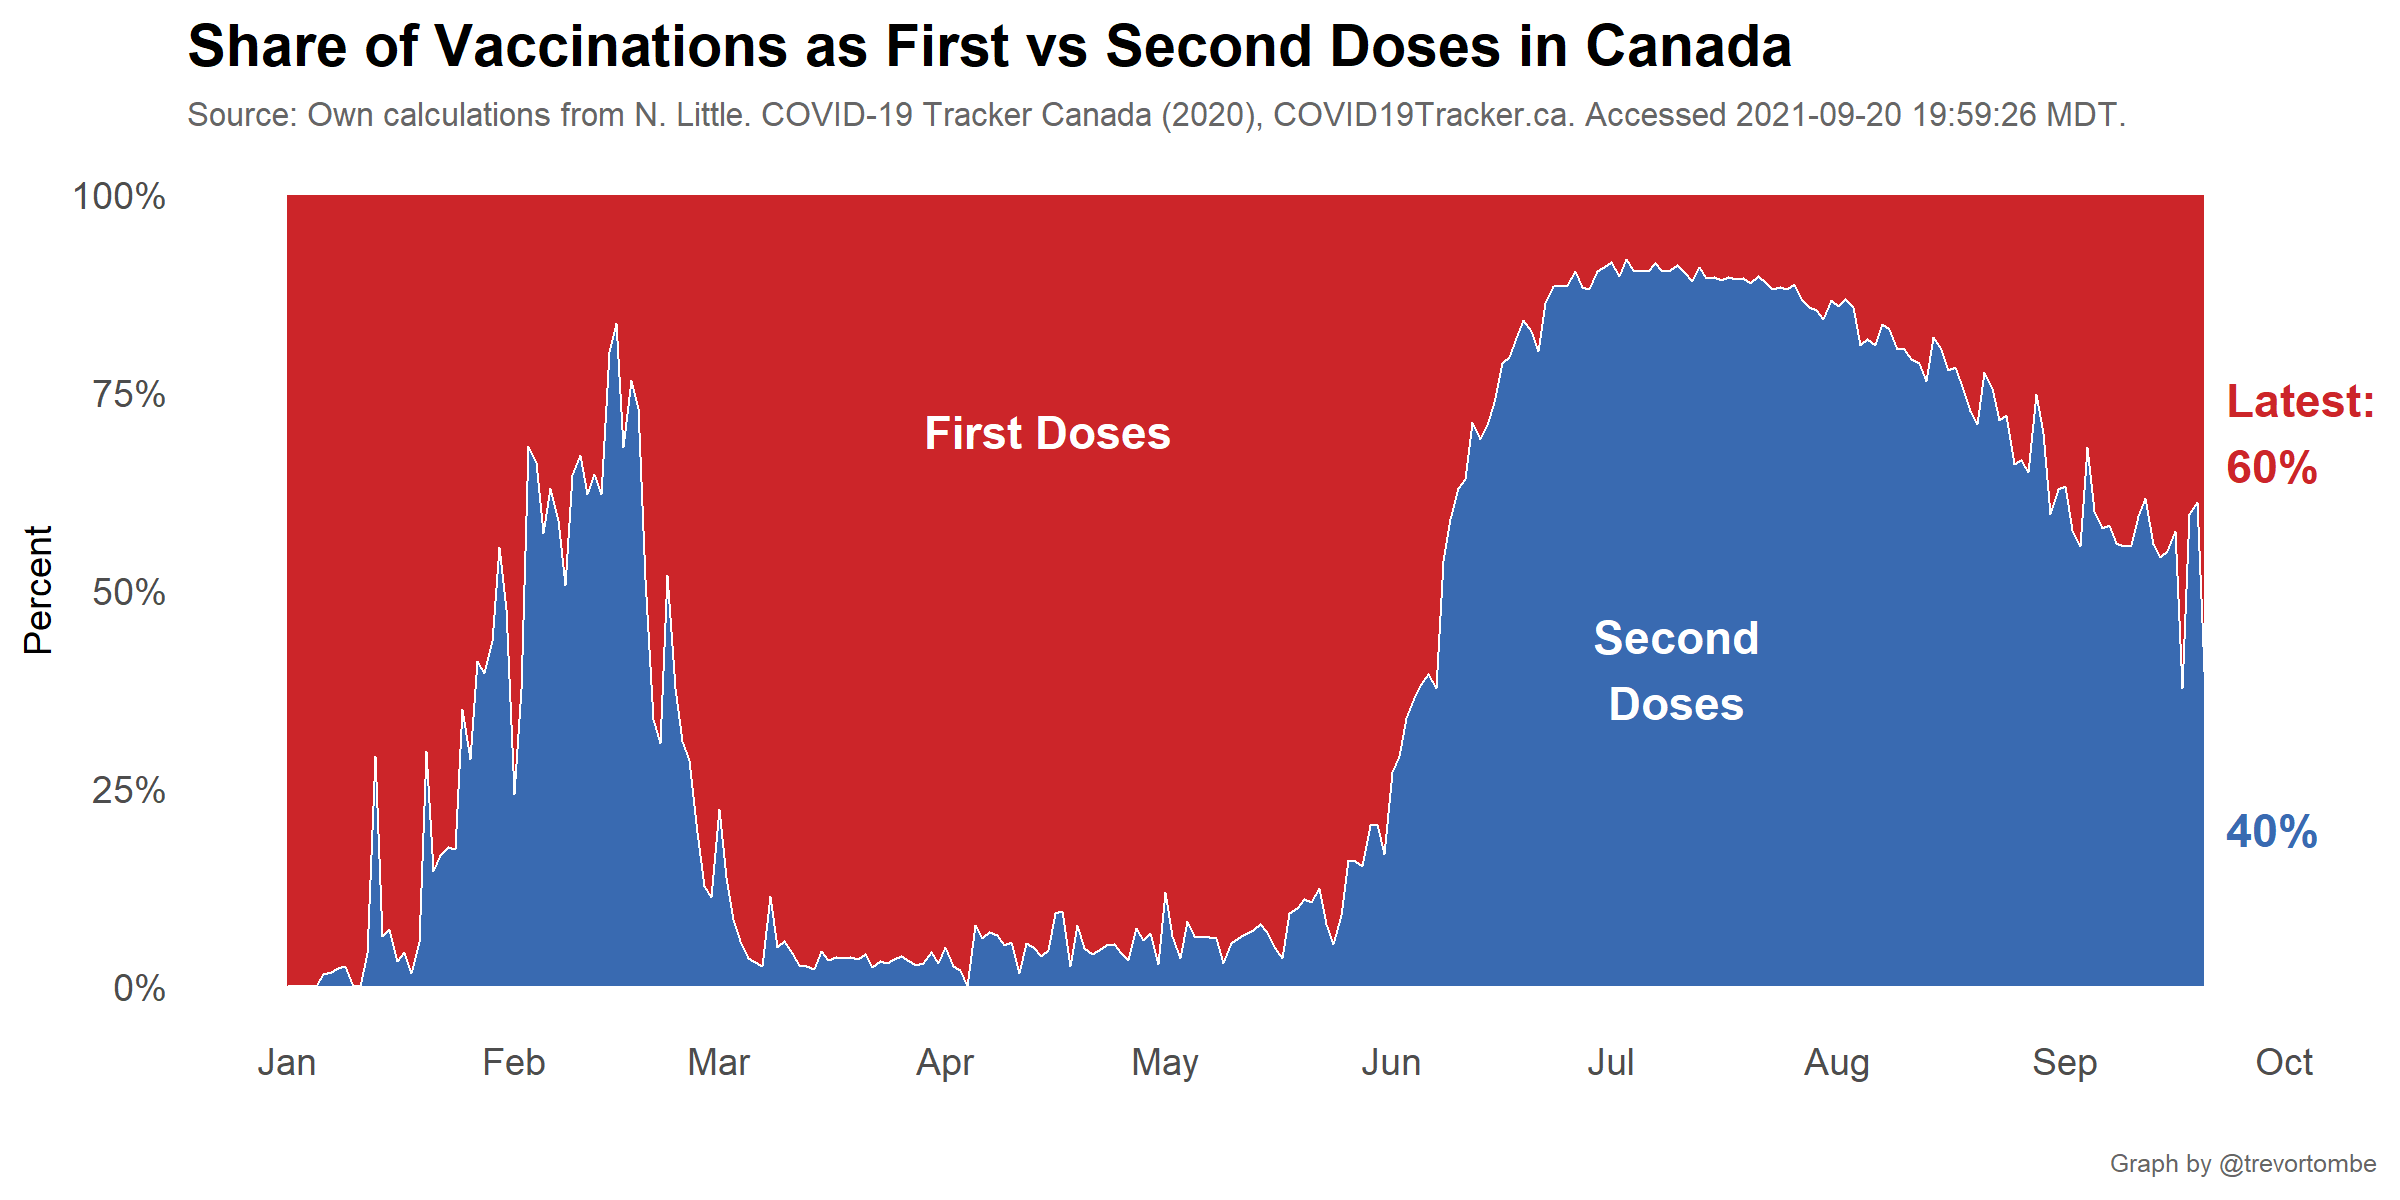 Share of Vaccinations as First vs Second Doses in Canada
Source: Own calculations from N. Little. COVID-19 Tracker Canada (2020), COVID19Tracker.ca. Accessed 2021-09-20 19:59:26 MDT.
100%
75%
50%
25%
0%
Percent
First Doses
Second
Doses
Latest:
60%
40%
Jan
Feb
Mar
Apr
May
Jun
Jul
Aug
Sep
Oct
Graph by @trevortombe